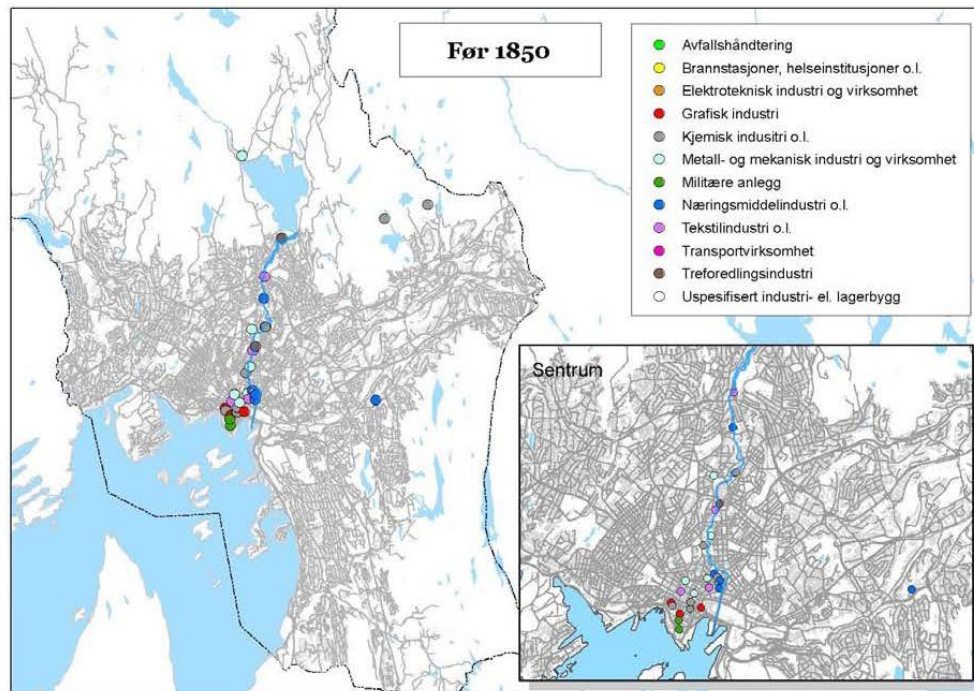 Før 1850
Avfallshåndtering
Brannstasjoner, helseinstitusjoner o.l.
Elektroteknisk industri og virksomhet
Grafisk industri
Kjemisk indusitri o.l.
Metall- og mekanisk industri og virksomhet
Militære anlegg
Næringsmiddelindustri o.l.
Tekstilindustri o.l.
Transportvirksomhet
Treforedlingsindustri
Uspesifisert industri- el. lagerbygg
Sentrum